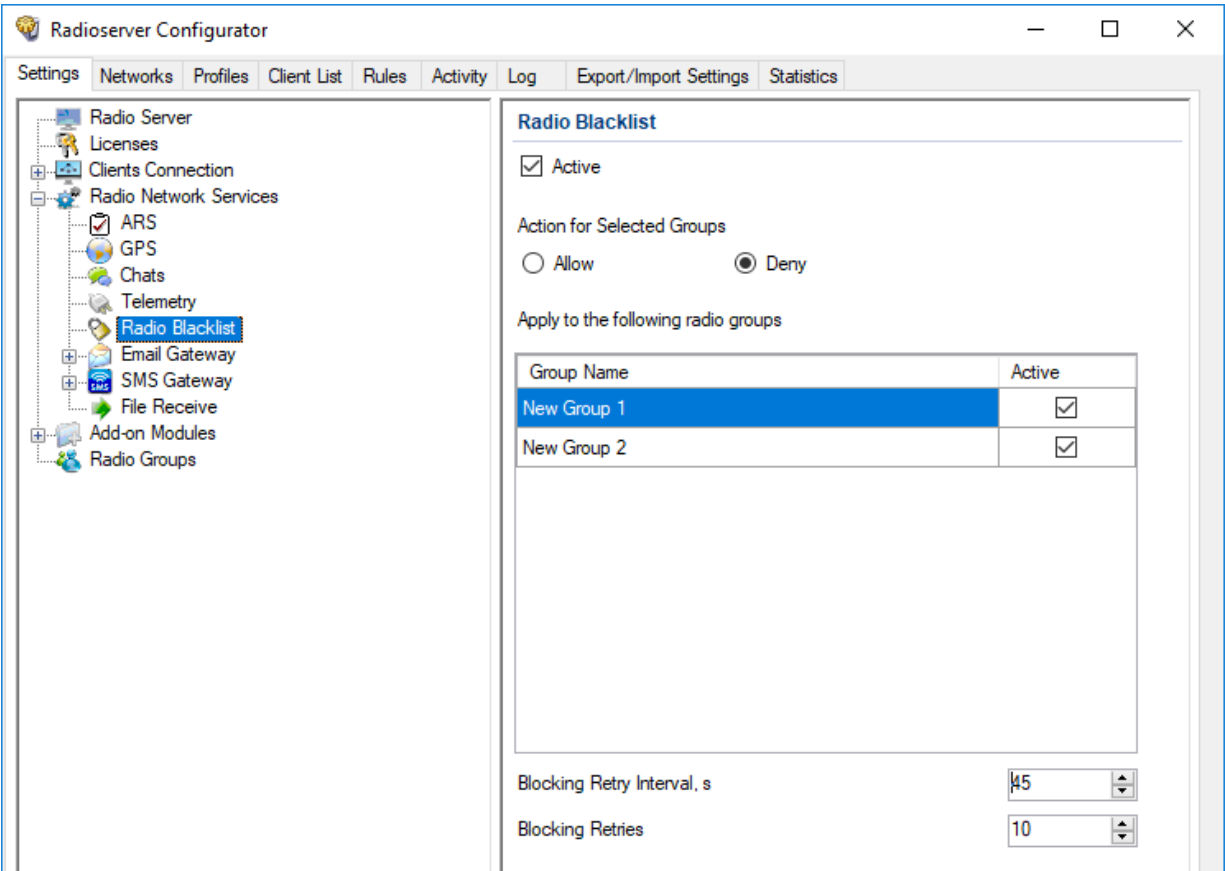 Radioserver Configurator
Settings Networks Profiles Client List Rules Activity Log Export/Import Settings Statistics
Radio Server
Licenses
Clients Connection
Radio Network Services
ARS
GPS
Chats
Telemetry
Radio Blacklist
Email Gateway
SMS
SMS Gateway
File Receive
Add-on Modules
Radio Groups
Radio Blacklist
Active
Action for Selected Groups
Allow Deny
Apply to the following radio groups
Group Name Active
New Group 1
New Group 2
Blocking Retry Interval, s 45
Blocking Retries 10